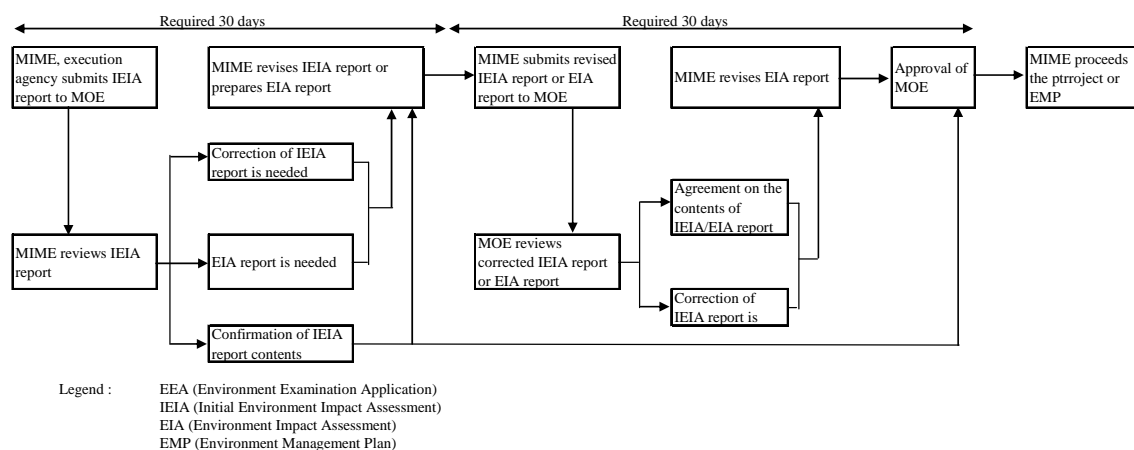 Required 30 days
Required 30 days
MIME, execution
agency submits IEIA
report to MOE
MIME revises IEIA report or
prepares EIA report
MIME submits revised
IEIA report or EIA
report to MOE
MIME revises EIA report
Approval of
MOE
MIME proceeds
the ptrroject or
EMP
Correction of IEIA
report is needed
Agreement on the
contents of
IEIA/EIA report
MIME reviews IEIA
report
EIA report is needed
MOE reviews
corrected IEIA report
or EIA report
Correction of
IEIA report is
Confirmation of IEIA
report contents
Legend :
EEA (Environment Examination Application)
IEIA (Initial Environment Impact Assessment)
EIA (Environment Impact Assessment)
EMP (Environment Management Plan)